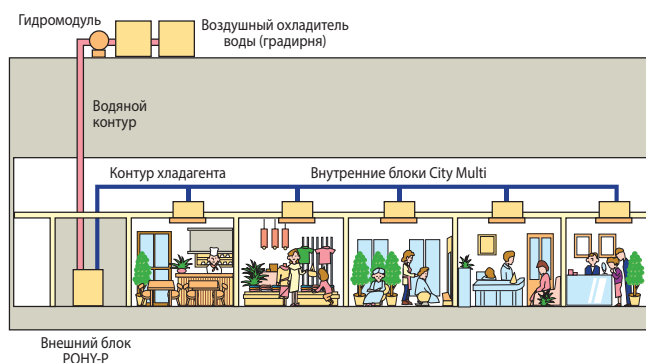 Гидромодуль
Воздушный охладитель
воды (градирня)
Водяной
контур
Контур хладагента
Внутренние блоки City Multi
Внешний блок
PQHY-P